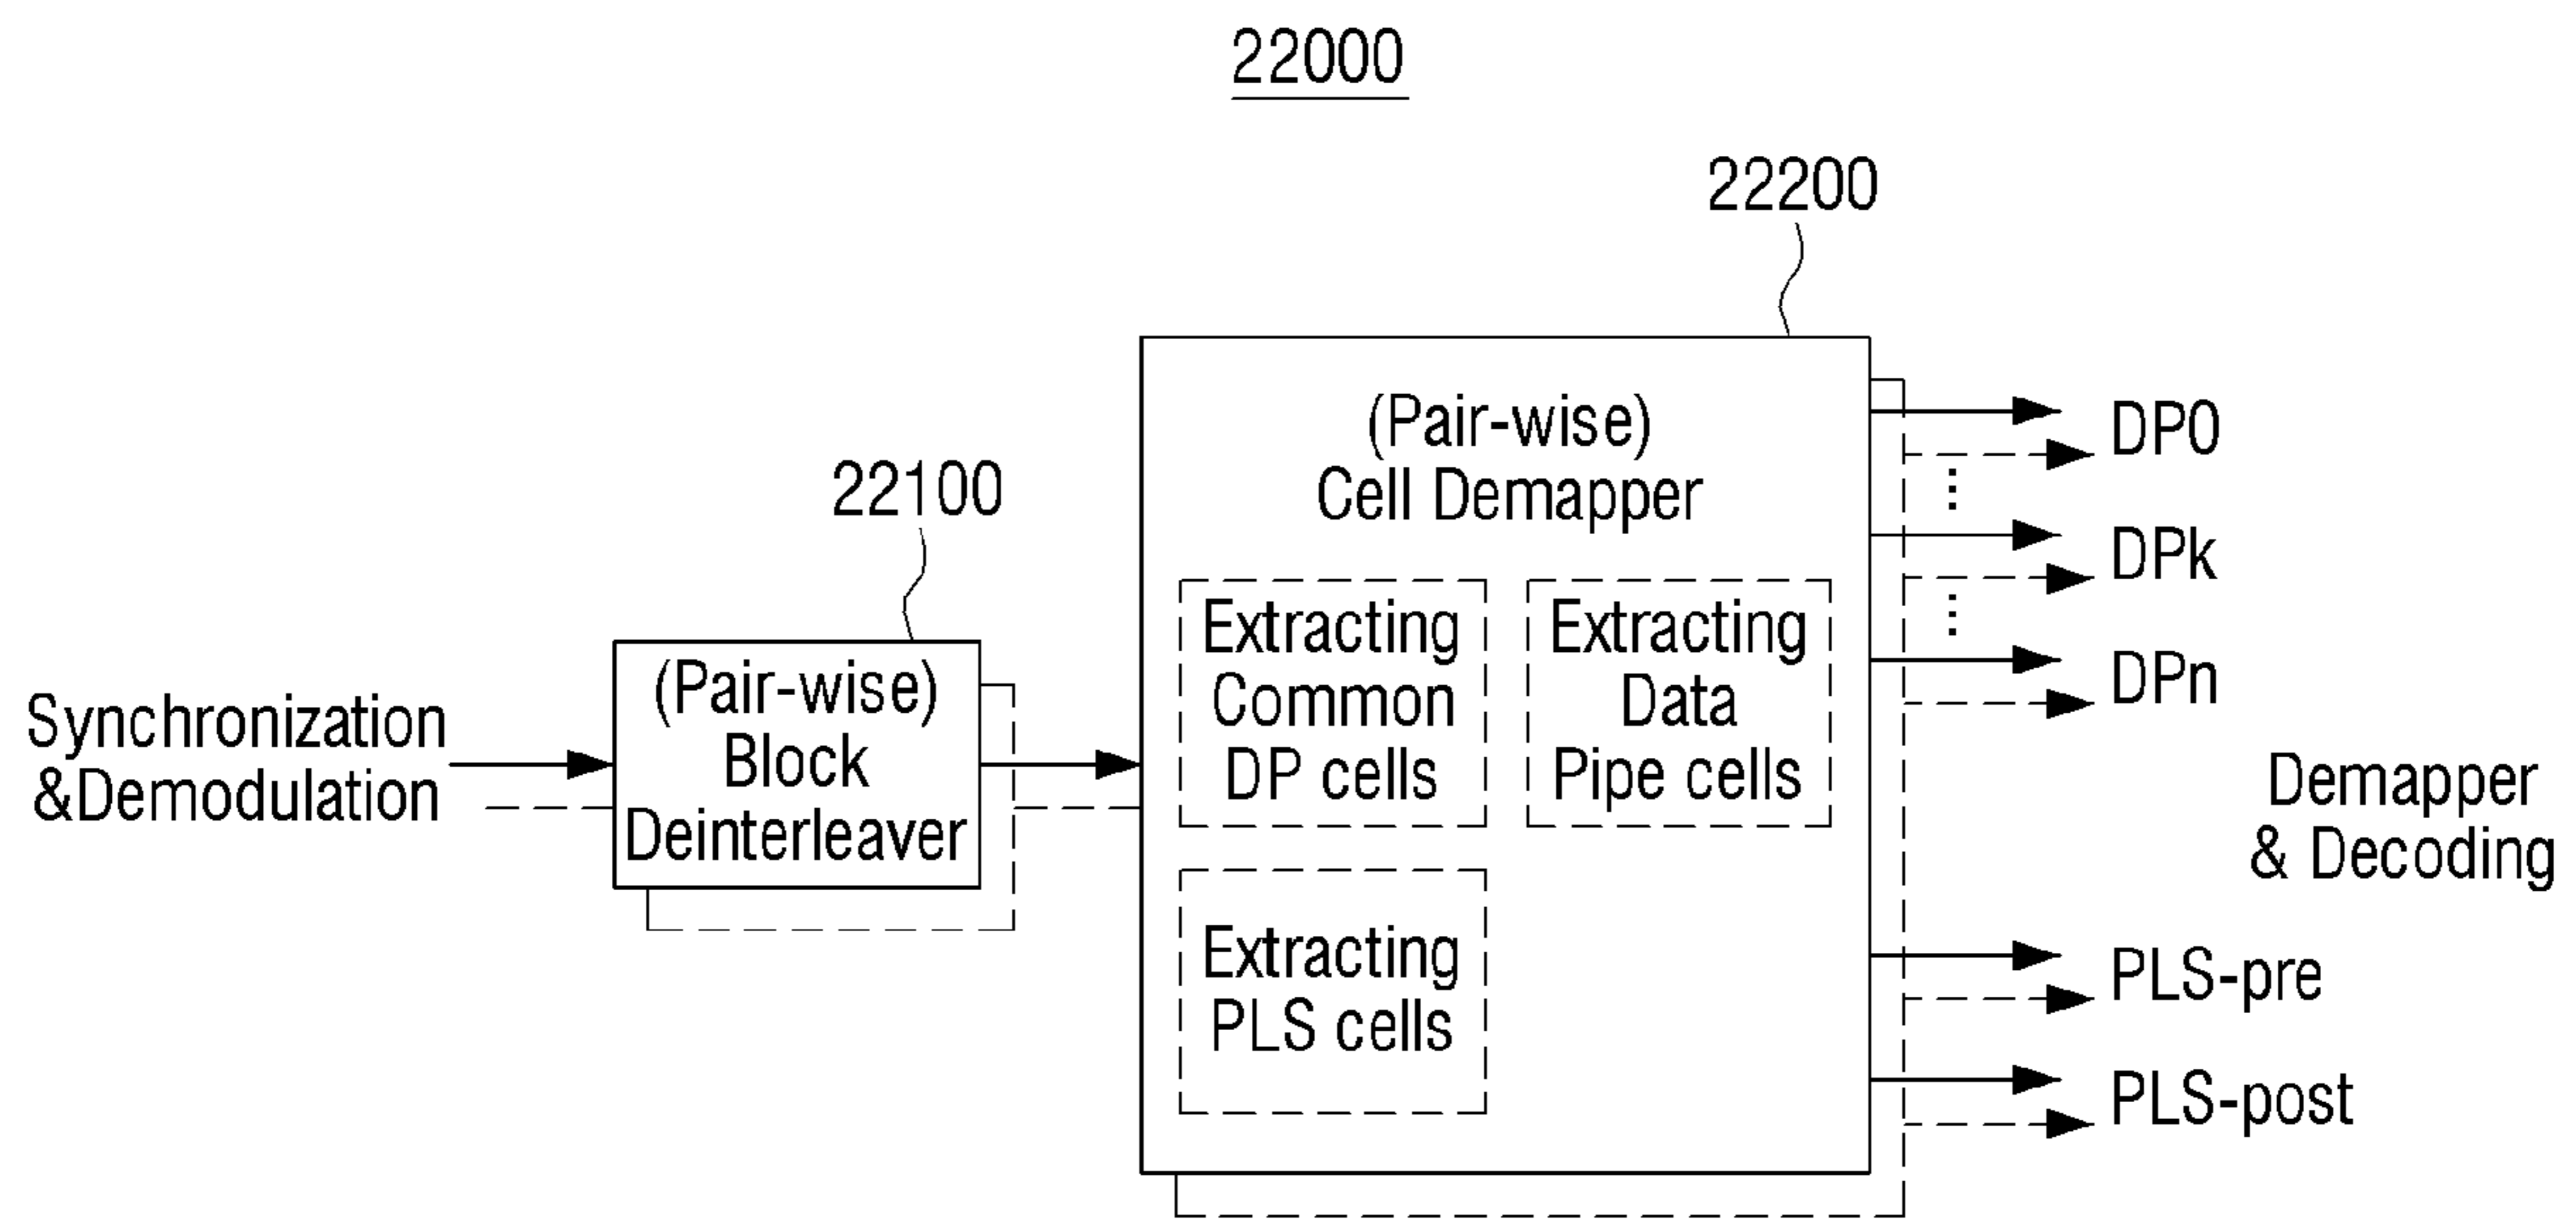 22000
22200
22100
Synchronization
&Demodulation
(Pair-wise)
Block
Deinterleaver
(Pair-wise)
Cell Demapper
Extracting
Common
DP cells
Extracting
Data
Pipe cells
Extracting
PLS cells
DP0
DPk
DPn
Demapper
& Decoding
PLS-pre
PLS-post